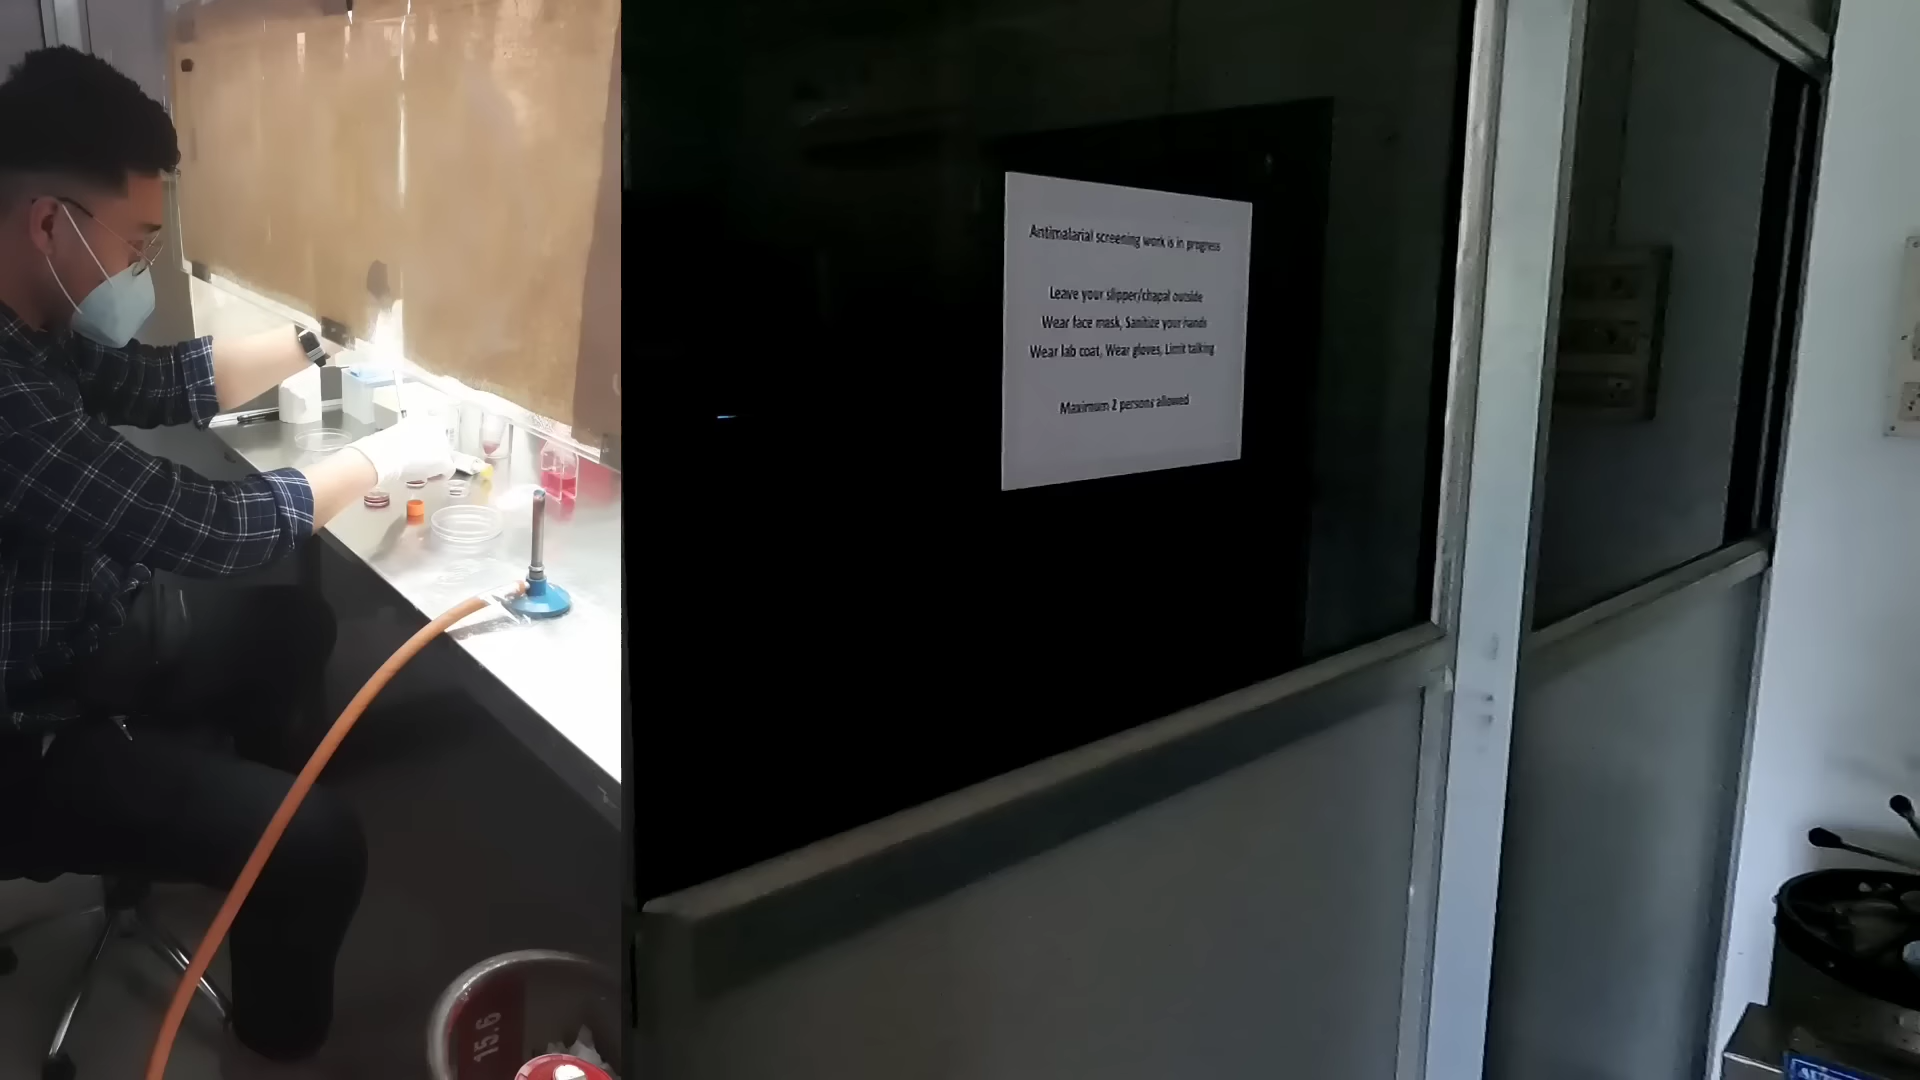 Antimalarial screening work is in progress
Leave your slipper/chapal outside
Wear face mask, Sanitize your hands
Wear lab coat, Wear gloves, Limit talking
Maximum 2 persons allowed
15.6